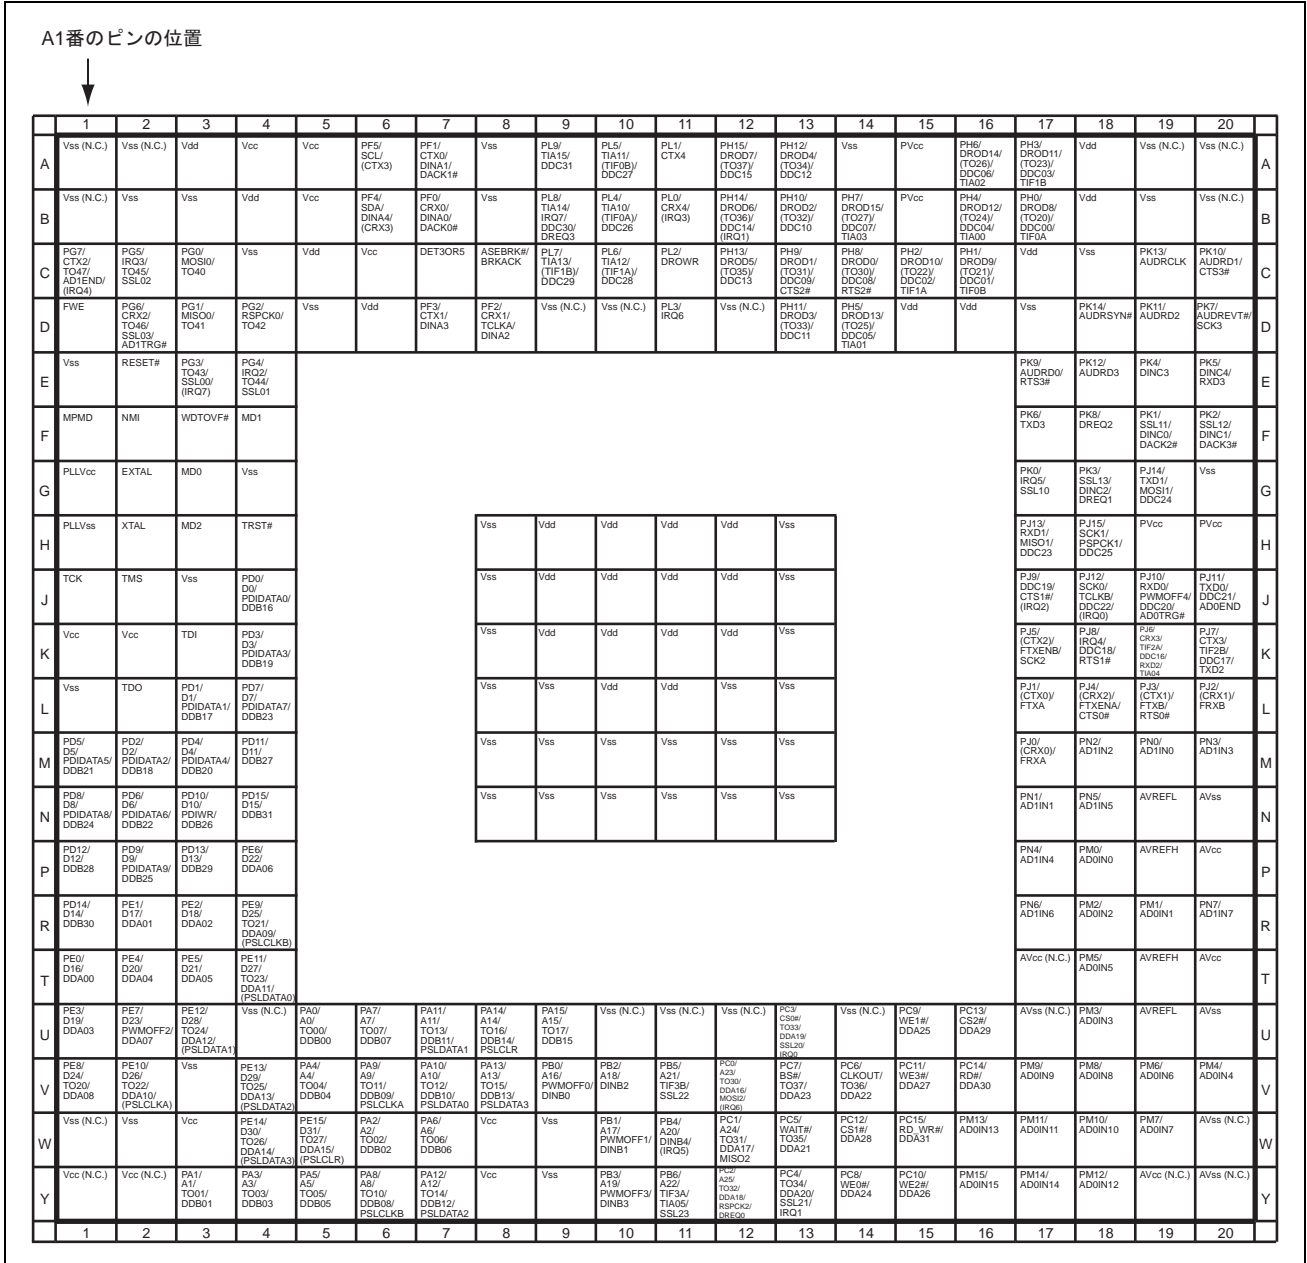 A1番のピンの位置
1 2 3 4 5 6 7 8 9 10 11 12 13 14 15 16 17 18 19 20
A Vss (N.C.) Vss (N.C.) Vdd Vcc Vcc PF5/SCL/(CTX3) PF1/CTX0/DINA1/DACK1# Vss PL9/TIA15/DDC31 PL5/TIA11/(TIF0B)/DDC27 PL1/CTX4 PH15/DROD7/(TO37)/DDC15 PH12/DROD4/(TO34)/DDC12 Vss PVcc PH6/DROD14/(TO26)/DDC06/TIA02 PH3/DROD11/(TO23)/DDC03/TIF1B Vdd Vss (N.C.) Vss (N.C.) A
B Vss (N.C.) Vss Vss Vdd Vcc PF4/SDA/DINA4/(CRX3) PF0/CRX0/DINA0/DACK0# Vss PL8/TIA14/IRQ7/DDC30/DREQ3 PL4/TIA10/(TIF0A)/DDC26 PL0/CRX4/(IRQ3) PH14/DROD6/(TO36)/DDC14/(IRQ1) PH10/DROD2/(TO32)/DDC10 PH7/DROD15/(TO27)/DDC07/TIA03 PVcc PH4/DROD12/(TO24)/DDC04/TIA00 PH0/DROD8/(TO20)/DDC00/TIF0A Vdd Vss Vss (N.C.) B
C PG7/CTX2/TO47/AD1END/(IRQ4) PG5/IRQ3/TO45/SSL02 PG0/MOSI0/TO40 Vss Vdd Vcc DET3OR5 ASEBRK#/BRKACK PL7/TIA13/(TIF1B)/DDC29 PL6/TIA12/(TIF1A)/DDC28 PL2/DROWR PH13/DROD5/(TO35)/DDC13 PH9/DROD1/(TO31)/DDC09/CTS2# PH8/DROD0/(TO30)/DDC08/RTS2# PH2/DROD10/(TO22)/DDC02/TIF1A PH1/DROD9/(TO21)/DDC01/TIF0B Vdd Vss PK13/AUDRCLK PK10/AUDRD1/CTS3# C
D FWE PG6/CRX2/TO46/SSL03/AD1TRG# PG1/MISO0/TO41 PG2/RSPCK0/TO42 Vss Vdd PF3/CTX1/DINA3 PF2/CRX1/TCLKA/DINA2 Vss (N.C.) Vss (N.C.) PL3/IRQ6 Vss (N.C.) PH11/DROD3/(TO33)/DDC11 PH5/DROD13/(TO25)/DDC05/TIA01 Vdd Vdd Vss PK14/AUDRSYN# PK11/AUDRD2 PK7/AUDREVT#/SCK3 D
E Vss RESET# PG3/TO43/SSL00/(IRQ7) PG4/IRQ2/TO44/SSL01 PK9/AUDRD0/RTS3# PK12/AUDRD3 PK4/DINC3 PK5/DINC4/RXD3 E
F MPMD NMI WDTOVF# MD1 PK6/TXD3 PK8/DREQ2 PK1/SSL11/DINC0/DACK2# PK2/SSL12/DINC1/DACK3# F
G PLLVcc EXTAL MD0 Vss PK0/IRQ5/SSL10 PK3/SSL13/DINC2/DREQ1 PJ14/TXD1/MOSI1/DDC24 Vss G
H PLLVss XTAL MD2 TRST# Vss Vdd Vdd Vdd Vdd Vss PJ13/RXD1/MISO1/DDC23 PJ15/SCK1/PSPCK1/DDC25 PVcc PVcc H
J TCK TMS Vss PD0/D0/PDIDATA0/DDB16 Vss Vdd Vdd Vdd Vdd Vss PJ9/DDC19/CTS1#/(IRQ2) PJ12/SCK0/TCLKB/DDC22/(IRQ0) PJ10/RXD0/PWMOFF4/DDC20/AD0TRG# PJ11/TXD0/DDC21/AD0END J
K Vcc Vcc TDI PD3/D3/PDIDATA3/DDB19 Vss Vdd Vdd Vdd Vdd Vss PJ5/(CTX2)/FTXENB/SCK2 PJ8/IRQ4/DDC18/RTS1# PJ6/CRX3/TIF2A/DDC16/RXD2/TIA04 PJ7/CTX3/TIF2B/DDC17/TXD2 K
L Vss TDO PD1/D1/PDIDATA1/DDB17 PD7/D7/PDIDATA7/DDB23 Vss Vss Vdd Vdd Vss Vss PJ1/(CTX0)/FTXA PJ4/(CRX2)/FTXENA/CTS0# PJ3/(CTX1)/FTXB/RTS0# PJ2/(CRX1)/FRXB L
M PD5/D5/PDIDATA5/DDB21 PD2/D2/PDIDATA2/DDB18 PD4/D4/PDIDATA4/DDB20 PD11/D11/DDB27 Vss Vss Vss Vss Vss Vss PJ0/(CRX0)/FRXA PN2/AD1IN2 PN0/AD1IN0 PN3/AD1IN3 M
N PD8/D8/PDIDATA8/DDB24 PD6/D6/PDIDATA6/DDB22 PD10/D10/PDIWR/DDB26 PD15/D15/DDB31 Vss Vss Vss Vss Vss Vss PN1/AD1IN1 PN5/AD1IN5 AVREFL AVss N
P PD12/D12/DDB28 PD9/D9/PDIDATA9/DDB25 PD13/D13/DDB29 PE6/D22/DDA06 PN4/AD1IN4 PM0/AD0IN0 AVREFH AVcc P
R PD14/D14/DDB30 PE1/D17/DDA01 PE2/D18/DDA02 PE9/D25/TO21/DDA09/(PSLCLKB) PN6/AD1IN6 PM2/AD0IN2 PM1/AD0IN1 PN7/AD1IN7 R
T PE0/D16/DDA00 PE4/D20/DDA04 PE5/D21/DDA05 PE11/D27/TO23/DDA11/(PSLDATA0) AVcc (N.C.) PM5/AD0IN5 AVREFH AVcc T
U PE3/D19/DDA03 PE7/D23/PWMOFF2/DDA07 PE12/D28/TO24/DDA12/(PSLDATA1) Vss (N.C.) PA0/A0/TO00/DDB00 PA7/A7/TO07/DDB07 PA11/A11/TO13/DDB11/PSLDATA1 PA14/A14/TO16/DDB14/PSLCLR PA15/A15/TO17/DDB15 Vss (N.C.) Vss (N.C.) Vss (N.C.) PC3/CS0#/TO33/DDA19/SSL20/IRQ0 Vss (N.C.) PC9/WE1#/DDA25 PC13/CS2#/DDA29 AVss (N.C.) PM3/AD0IN3 AVREFL AVss U
V PE8/D24/TO20/DDA08 PE10/D26/TO22/DDA10/(PSLCLKA) Vss PE13/D29/TO25/DDA13/(PSLDATA2) PA4/A4/TO04/DDB04 PA9/A9/TO11/DDB09/PSLCLKA PA10/A10/TO12/DDB10/PSLDATA0 PA13/A13/TO15/DDB13/PSLDATA3 PB0/A16/PWMOFF0/DINB0 PB2/A18/DINB2 PB5/A21/TIF3B/SSL22 PC0/A23/TO30/DDA16/MOSI2/(IRQ6) PC7/BS#/TO37/DDA23 PC6/CLKOUT/TO36/DDA22 PC11/WE3#/DDA27 PC14/RD#/DDA30 PM9/AD0IN9 PM8/AD0IN8 PM6/AD0IN6 PM4/AD0IN4 V
W Vss (N.C.) Vss Vcc PE14/D30/TO26/DDA14/(PSLDATA3) PE15/D31/TO27/DDA15/(PSLCLR) PA2/A2/TO02/DDB02 PA6/A6/TO06/DDB06 Vcc Vss PB1/A17/PWMOFF1/DINB1 PB4/A20/DINB4/(IRQ5) PC1/A24/TO31/DDA17/MISO2 PC5/WAIT#/TO35/DDA21 PC12/CS1#/DDA28 PC15/RD_WR#/DDA31 PM13/AD0IN13 PM11/AD0IN11 PM10/AD0IN10 PM7/AD0IN7 AVss (N.C.) W
Y Vcc (N.C.) Vcc (N.C.) PA1/A1/TO01/DDB01 PA3/A3/TO03/DDB03 PA5/A5/TO05/DDB05 PA8/A8/TO10/DDB08/PSLCLKB PA12/A12/TO14/DDB12/PSLDATA2 Vcc Vss PB3/A19/PWMOFF3/DINB3 PB6/A22/TIF3A/TIA05/SSL23 PC2/A25/TO32/DDA18/RSPCK2/DREQ0 PC4/TO34/DDA20/SSL21/IRQ1 PC8/WE0#/DDA24 PC10/WE2#/DDA26 PM15/AD0IN15 PM14/AD0IN14 PM12/AD0IN12 AVcc (N.C.) AVss (N.C.) Y
1 2 3 4 5 6 7 8 9 10 11 12 13 14 15 16 17 18 19 20